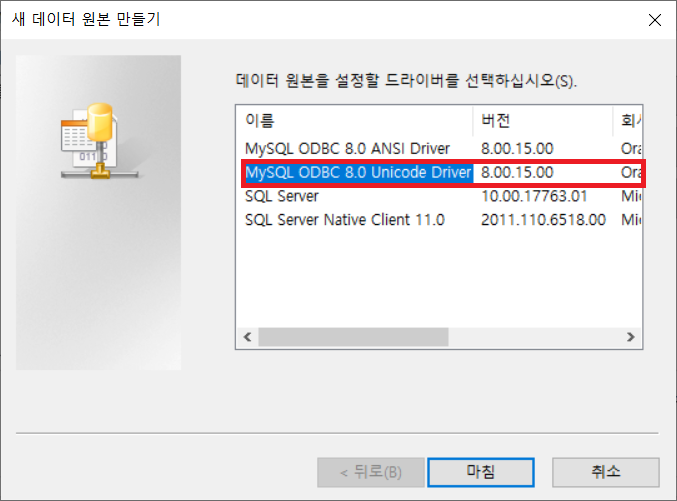 새 데이터 원본 만들기
데이터 원본을 설정할 드라이버를 선택하십시오(S).
이름 버전 회사
MySQL ODBC 8.0 ANSI Driver 8.00.15.00 Ora
MySQL ODBC 8.0 Unicode Driver 8.00.15.00 Ora
SQL Server 10.00.17763.01 Mic
SQL Server Native Client 11.0 2011.110.6518.00 Mic
01110
< 뒤로(B) 마침 취소